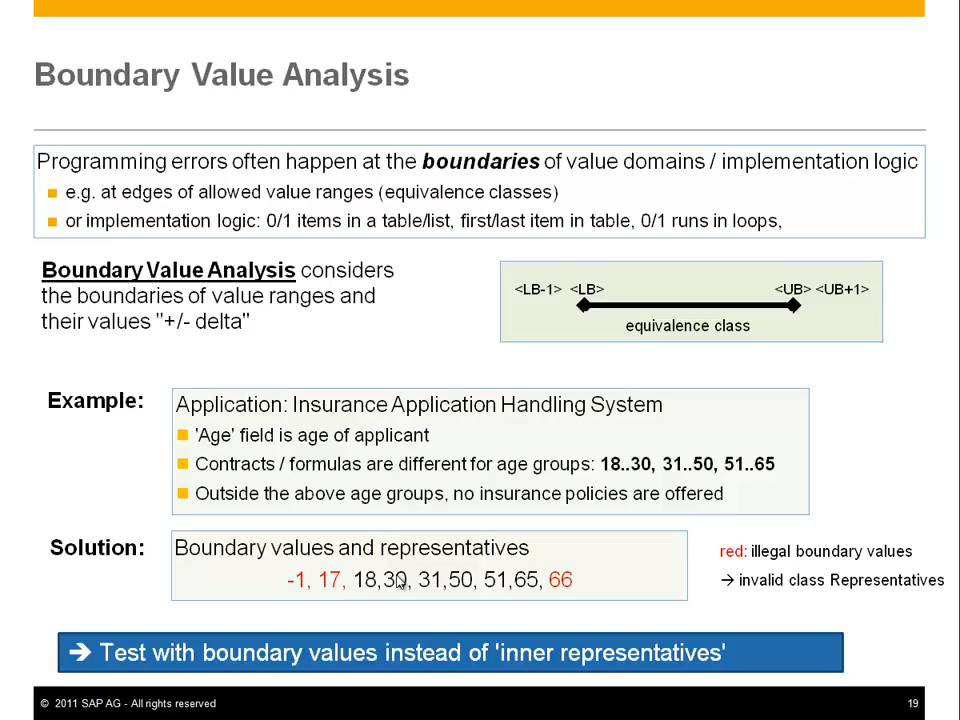 Boundary Value Analysis
Programming errors often happen at the boundaries of value domains / implementation logic
■ e.g. at edges of allowed value ranges (equivalence classes)
■ or implementation logic: 0/1 items in a table/list, first/last item in table, 0/1 runs in loops,
Boundary Value Analysis considers
the boundaries of value ranges and
their values "+/- delta"
<LB-1> <LB> <UB> <UB+1>
equivalence class
Example:
Application: Insurance Application Handling System
■ 'Age' field is age of applicant
■ Contracts / formulas are different for age groups: 18..30, 31..50, 51..65
■ Outside the above age groups, no insurance policies are offered
Solution:
Boundary values and representatives
-1, 17, 18,30, 31,50, 51,65, 66
red: illegal boundary values
→ invalid class Representatives
➔ Test with boundary values instead of 'inner representatives'
© 2011 SAP AG - All rights reserved
19